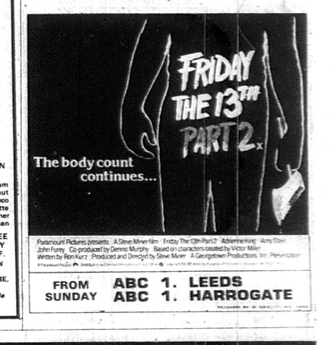 FRIDAY
THE 13TH
PART 2 x
The body count
continues...
Paramount Pictures presents A Steve Miner film Friday The 13th Part 2 Adrienne King Amy Steel
John Furey Co-produced by Dennis Murphy Based on characters created by Victor Miller
Written by Ron Kurz Produced and Directed by Steve Miner A Georgetown Productions Inc. Presentation
FROM SUNDAY
ABC 1. LEEDS
ABC 1. HARROGATE